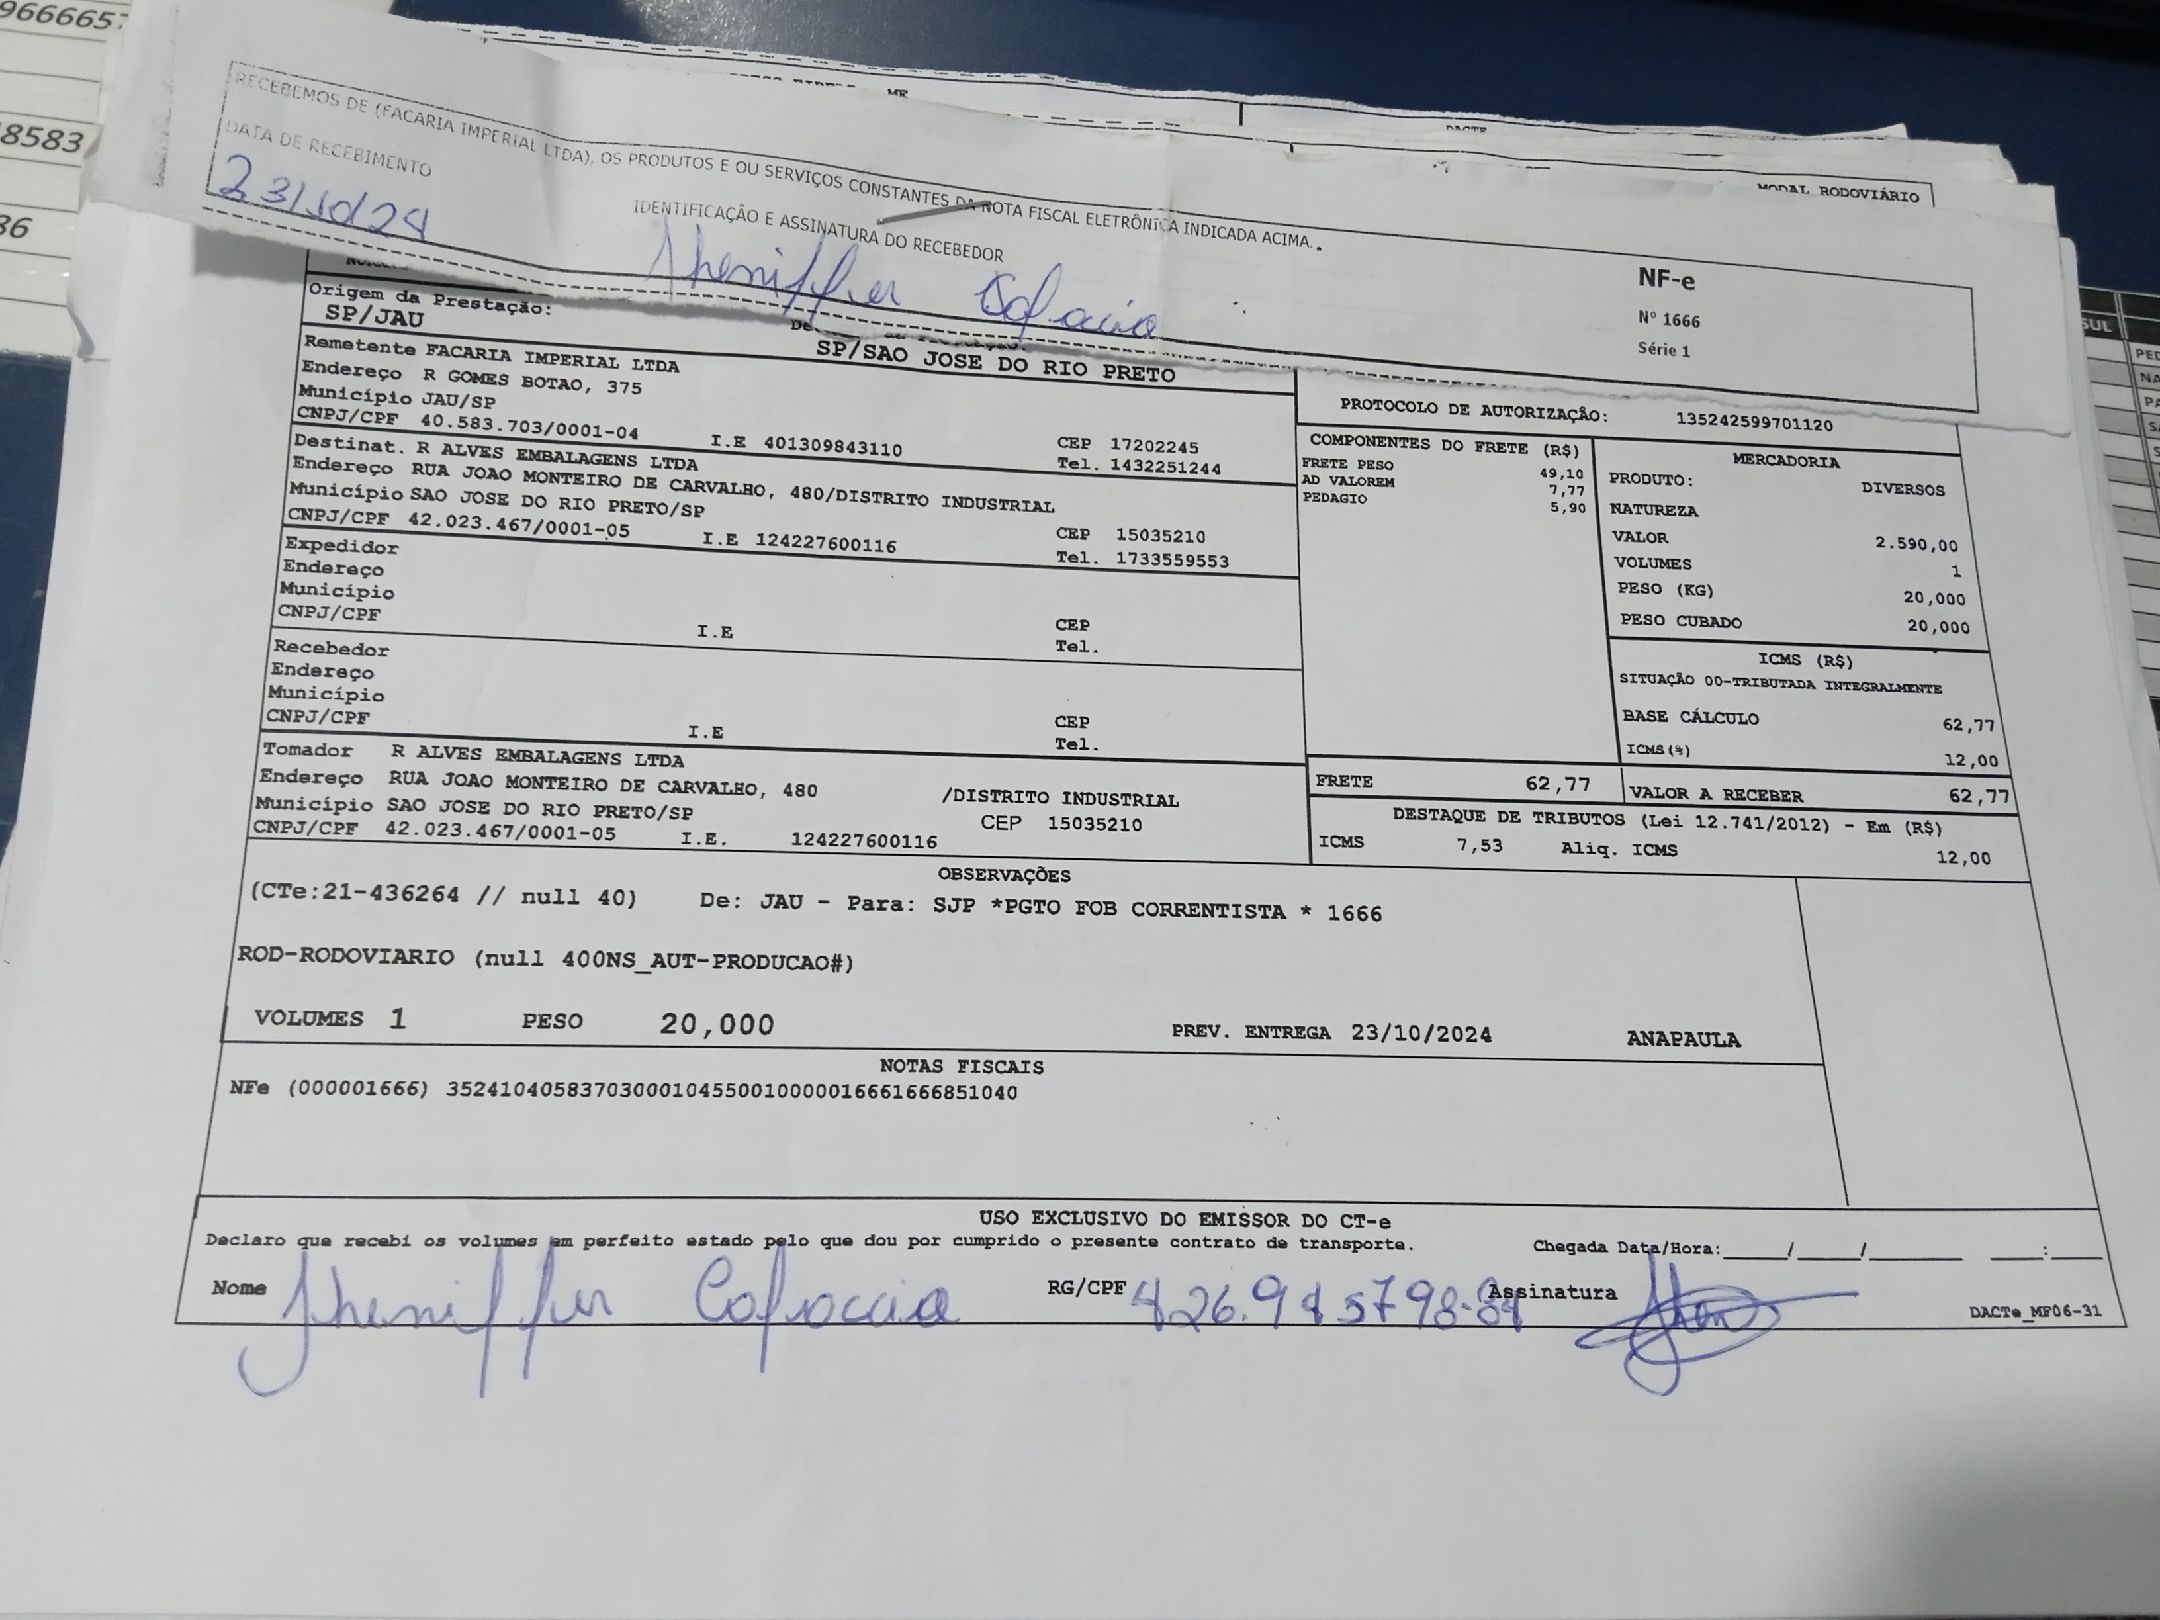 966665
8583
36
MODAL RODOVIÁRIO
RECEBEMOS DE (FACARIA IMPERIAL LTDA), OS PRODUTOS E OU SERVIÇOS CONSTANTES DA NOTA FISCAL ELETRÔNICA INDICADA ACIMA.
DATA DE RECEBIMENTO
23/10/24
IDENTIFICAÇÃO E ASSINATURA DO RECEBEDOR
Jheniffer
NF-e
Nº 1666
Série 1
Origem da Prestação:
SP/JAU
SP/SAO JOSE DO RIO PRETO
Remetente FACARIA IMPERIAL LTDA
Endereço R GOMES BOTAO, 375
Município JAU/SP
CNPJ/CPF 40.583.703/0001-04 I.E 401309843110
CEP 17202245
Tel. 1432251244
Destinat. R ALVES EMBALAGENS LTDA
Endereço RUA JOAO MONTEIRO DE CARVALHO, 480/DISTRITO INDUSTRIAL
Município SAO JOSE DO RIO PRETO/SP
CNPJ/CPF 42.023.467/0001-05 I.E 124227600116
CEP 15035210
Tel. 1733559553
Expedidor
Endereço
Município
CNPJ/CPF
I.E
CEP
Tel.
Recebedor
Endereço
Município
CNPJ/CPF
I.E
CEP
Tel.
Tomador R ALVES EMBALAGENS LTDA
Endereço RUA JOAO MONTEIRO DE CARVALHO, 480 /DISTRITO INDUSTRIAL
Município SAO JOSE DO RIO PRETO/SP CEP 15035210
CNPJ/CPF 42.023.467/0001-05 I.E. 124227600116
PROTOCOLO DE AUTORIZAÇÃO: 135242599701120
COMPONENTES DO FRETE (R$)
FRETE PESO 49,10
AD VALOREM 7,77
PEDAGIO 5,90
MERCADORIA
PRODUTO: DIVERSOS
NATUREZA
VALOR 2.590,00
VOLUMES 1
PESO (KG) 20,000
PESO CUBADO 20,000
ICMS (R$)
SITUAÇÃO 00-TRIBUTADA INTEGRALMENTE
BASE CÁLCULO 62,77
ICMS(%) 12,00
FRETE 62,77 VALOR A RECEBER 62,77
DESTAQUE DE TRIBUTOS (Lei 12.741/2012) - Em (R$)
ICMS 7,53 Aliq. ICMS 12,00
OBSERVAÇÕES
(CTe:21-436264 // null 40) De: JAU - Para: SJP *PGTO FOB CORRENTISTA * 1666
ROD-RODOVIARIO (null 400NS_AUT-PRODUCAO#)
VOLUMES 1 PESO 20,000 PREV. ENTREGA 23/10/2024 ANAPAULA
NOTAS FISCAIS
NFe (000001666) 35241040583703000104550010000016661666851040
USO EXCLUSIVO DO EMISSOR DO CT-e
Declaro que recebi os volumes em perfeito estado pelo que dou por cumprido o presente contrato de transporte. Chegada Data/Hora:____/____/________ ____:____
Nome Jheniffer RG/CPF Assinatura
DACTe_MF06-31